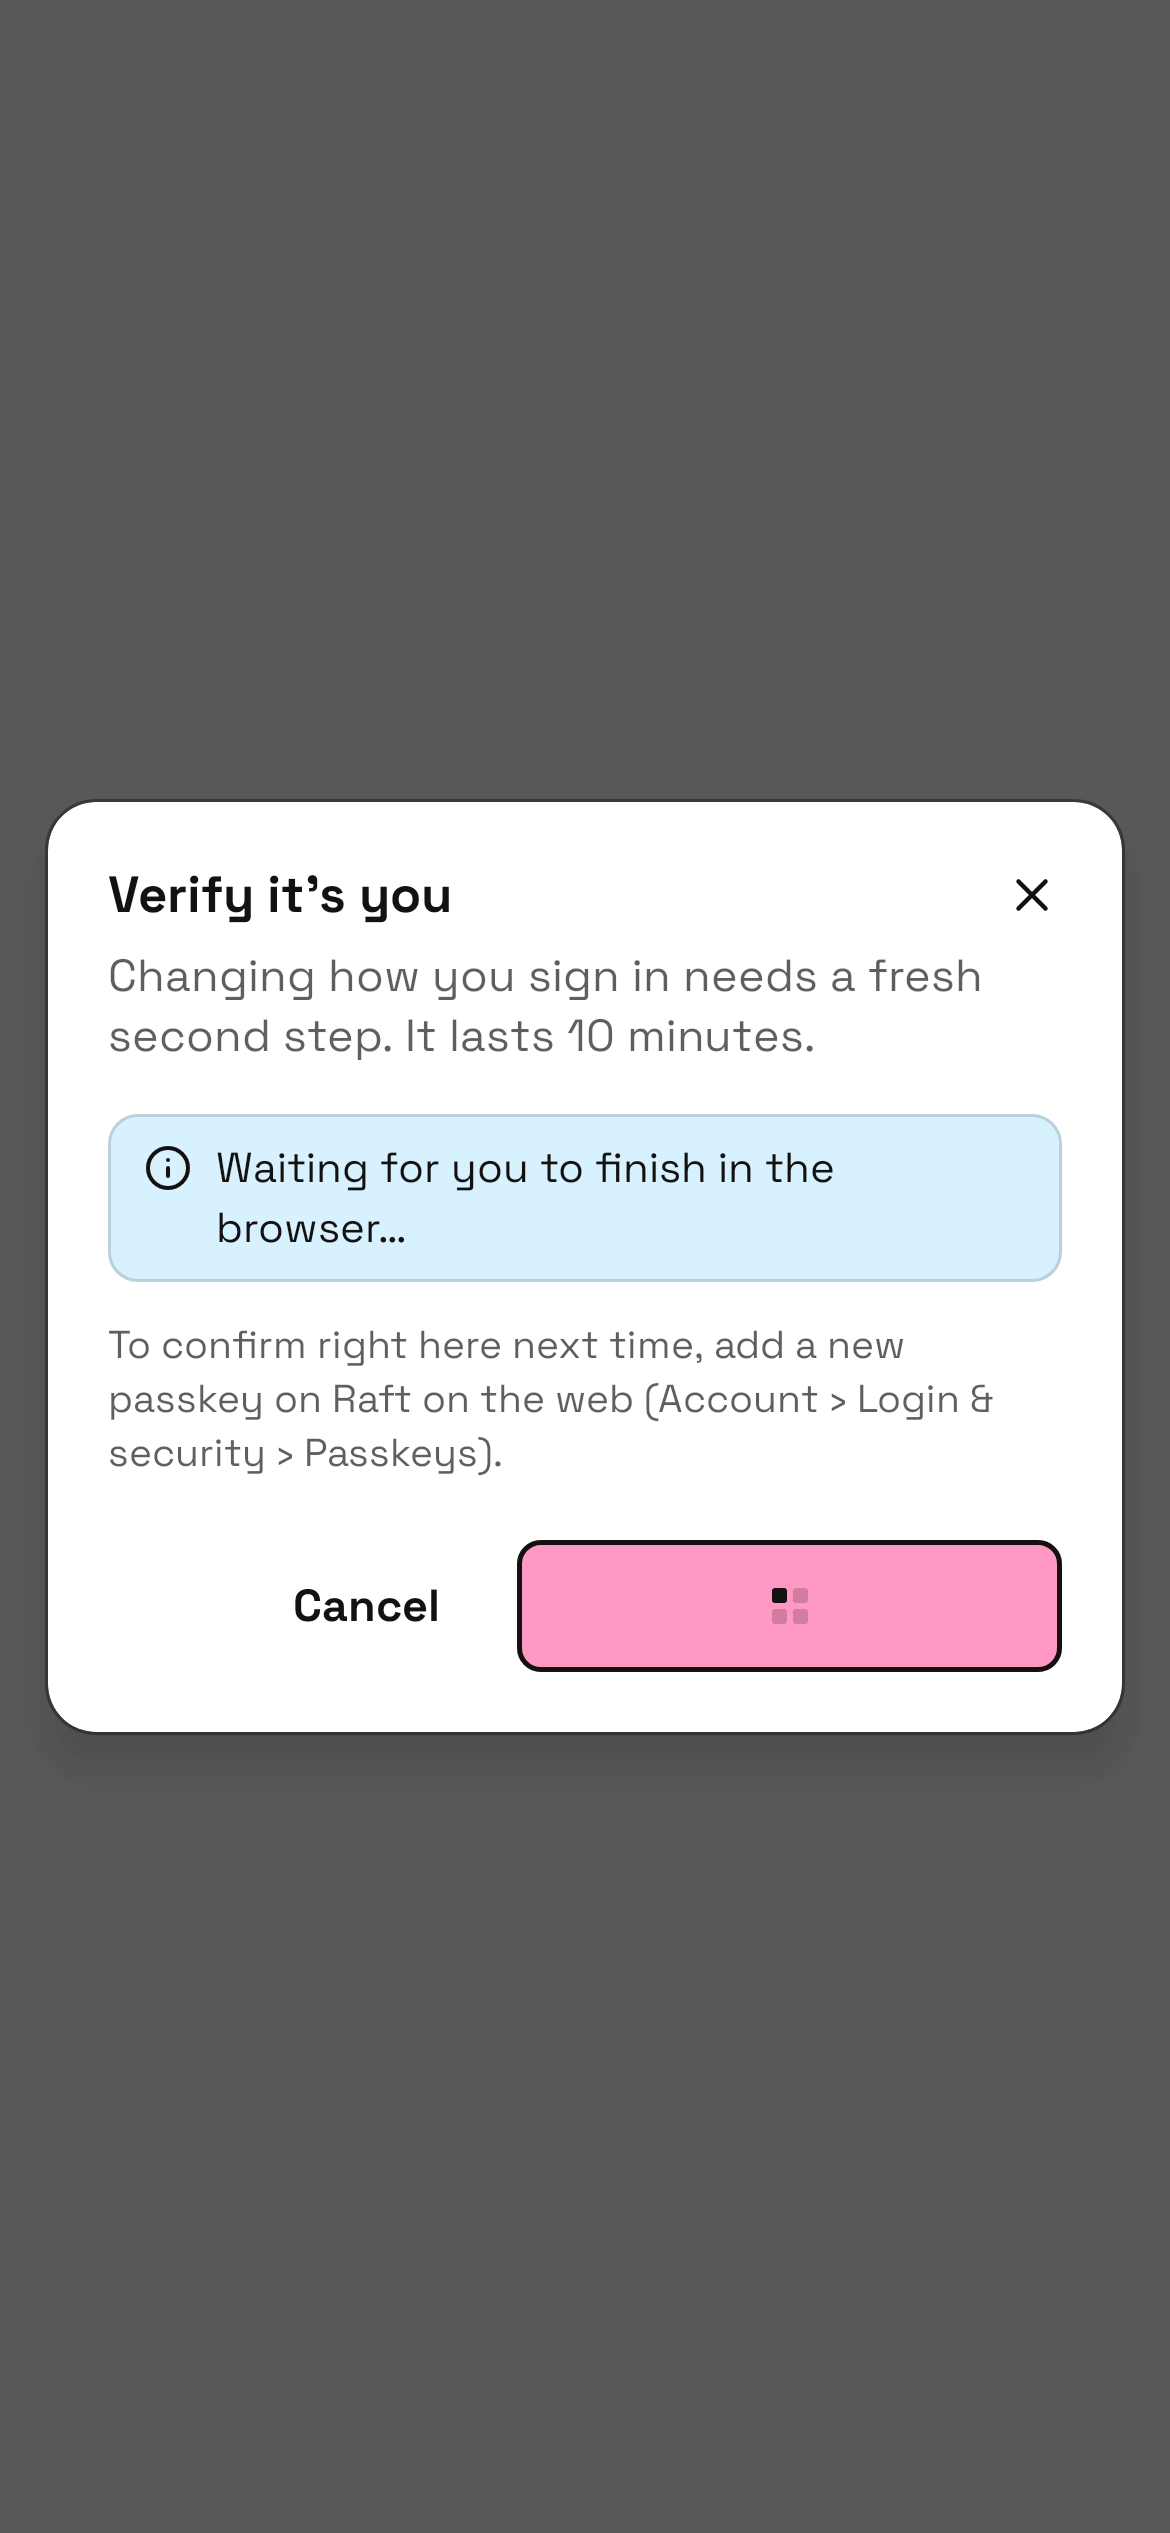 Verify it’s you
Changing how you sign in needs a fresh
second step. It lasts 10 minutes.
Waiting for you to finish in the
browser…
To confirm right here next time, add a new
passkey on Raft on the web (Account > Login &
security > Passkeys).
Cancel